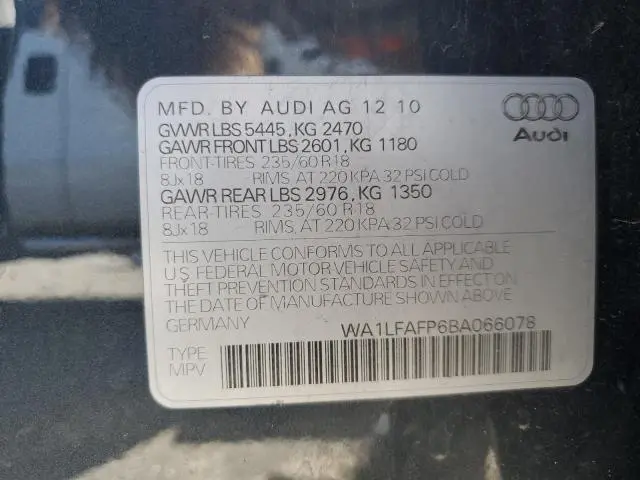 MFD. BY AUDI AG 12 10
GVWR LBS 5445, KG 2470
GAWR FRONT LBS 2601, KG 1180
FRONT-TIRES 235/60 R18
8Jx18 RIMS, AT 220 KPA 32 PSI COLD
GAWR REAR LBS 2976, KG 1350
REAR-TIRES 235/60 R18
8Jx18 RIMS, AT 220 KPA 32 PSI COLD
THIS VEHICLE CONFORMS TO ALL APPLICABLE
U.S. FEDERAL MOTOR VEHICLE SAFETY AND
THEFT PREVENTION STANDARDS IN EFFECT ON
THE DATE OF MANUFACTURE SHOWN ABOVE.
GERMANY WA1LFAFP6BA066078
TYPE
MPV
Audi